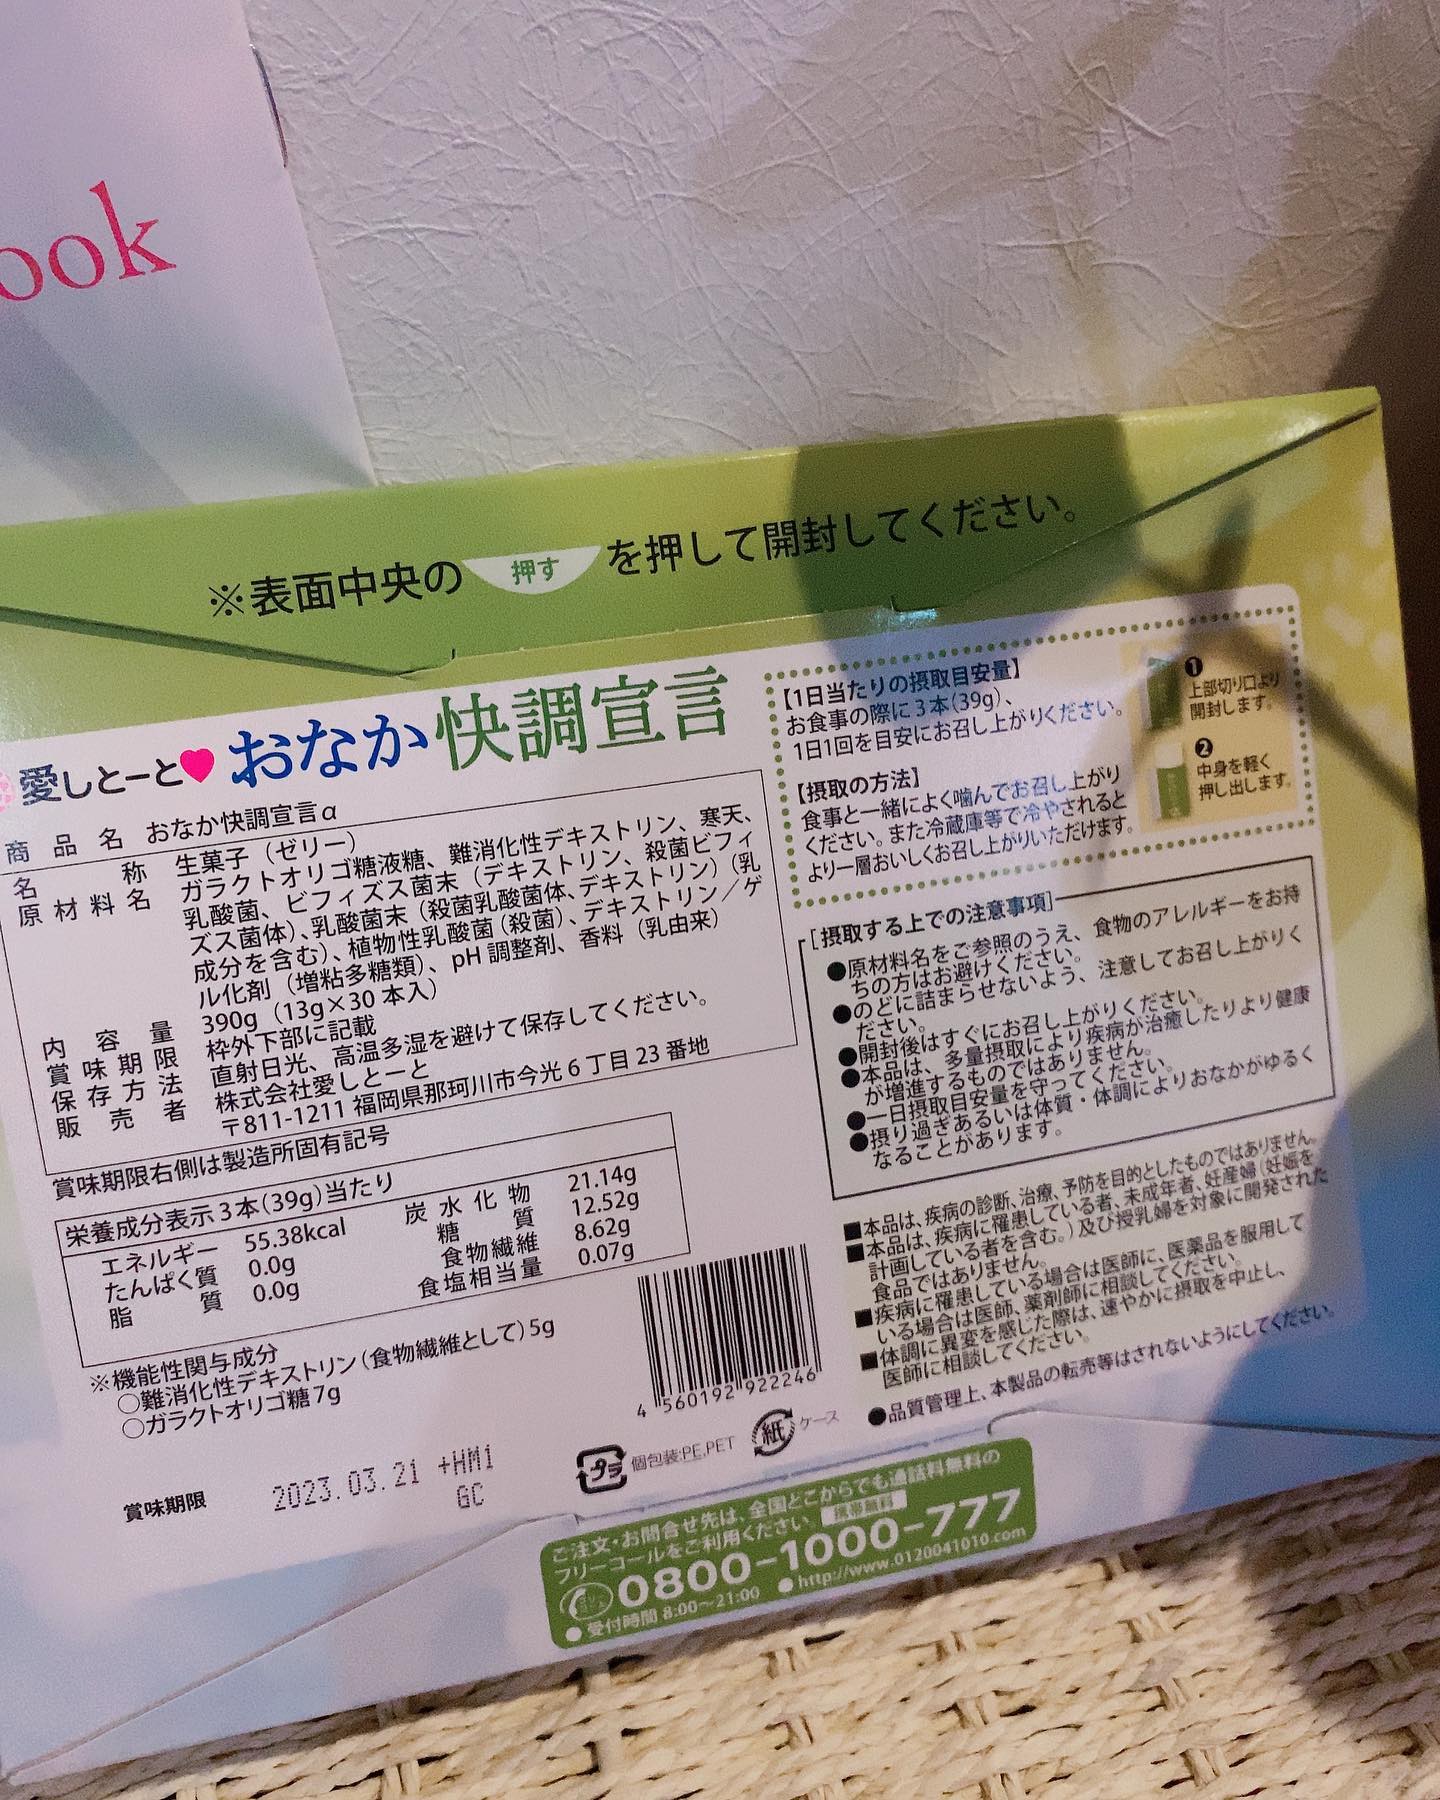 ook
※表面中央の 押す を押して開封してください。
愛しとーと♥おなか快調宣言
商品名 おなか快調宣言α
名称 生菓子(ゼリー)
原材料名 ガラクトオリゴ糖液糖、難消化性デキストリン、寒天、
乳酸菌、ビフィズス菌末(デキストリン、殺菌ビフィ
ズス菌体)、乳酸菌末(殺菌乳酸菌体、デキストリン)(乳
成分を含む)、植物性乳酸菌(殺菌)、デキストリン/ゲ
ル化剤(増粘多糖類)、pH調整剤、香料(乳由来)
内容量 390g(13g×30本入)
賞味期限 枠外下部に記載
保存方法 直射日光、高温多湿を避けて保存してください。
販売者 株式会社愛しとーと
〒811-1211 福岡県那珂川市今光6丁目23番地
賞味期限右側は製造所固有記号
栄養成分表示3本(39g)当たり
エネルギー 55.38kcal
たんぱく質 0.0g
脂質 0.0g
炭水化物 21.14g
糖質 12.52g
食物繊維 8.62g
食塩相当量 0.07g
※機能性関与成分
○難消化性デキストリン(食物繊維として)5g
○ガラクトオリゴ糖7g
賞味期限 2023.03.21 +HM1
GC
4 560192 922246
プラ 個包装:PE,PET 紙 ケース
【1日当たりの摂取目安量】
お食事の際に3本(39g)、
1日1回を目安にお召し上がりください。
【摂取の方法】
食事と一緒によく噛んでお召し上がり
ください。また冷蔵庫等で冷やされると
より一層おいしくお召し上がりいただけます。
❶
上部切り口より
開封します。
❷
中身を軽く
押し出します。
[摂取する上での注意事項]
●原材料名をご参照のうえ、食物のアレルギーをお持
ちの方はお避けください。
●のどに詰まらせないよう、注意してお召し上がりく
ださい。
●開封後はすぐにお召し上がりください。
●本品は、多量摂取により疾病が治癒したりより健康
が増進するものではありません。
●一日摂取目安量を守ってください。
●摂り過ぎあるいは体質・体調によりおなかがゆるく
なることがあります。
■本品は、疾病の診断、治療、予防を目的としたものではありません。
■本品は、疾病に罹患している者、未成年者、妊産婦(妊娠を
計画している者を含む。)及び授乳婦を対象に開発された
食品ではありません。
■疾病に罹患している場合は医師に、医薬品を服用して
いる場合は医師、薬剤師に相談してください。
■体調に異変を感じた際は、速やかに摂取を中止し、
医師に相談してください。
●品質管理上、本製品の転売等はされないようにしてください。
ご注文・お問合せ先は、全国どこからでも通話料無料の
フリーコールをご利用ください。 携帯無料
0800-1000-777
●受付時間 8:00～21:00 ●http://www.0120041010.com